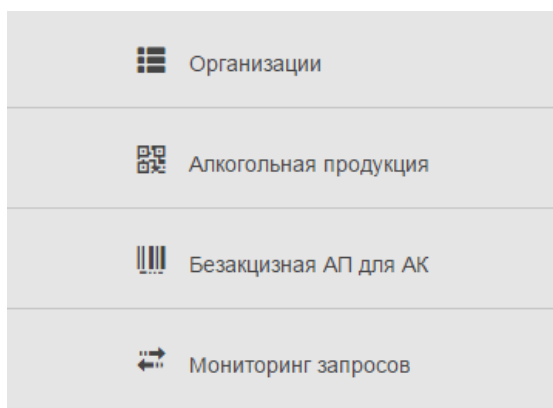 Организации
Алкогольная продукция
Безакцизная АП для АК
Мониторинг запросов